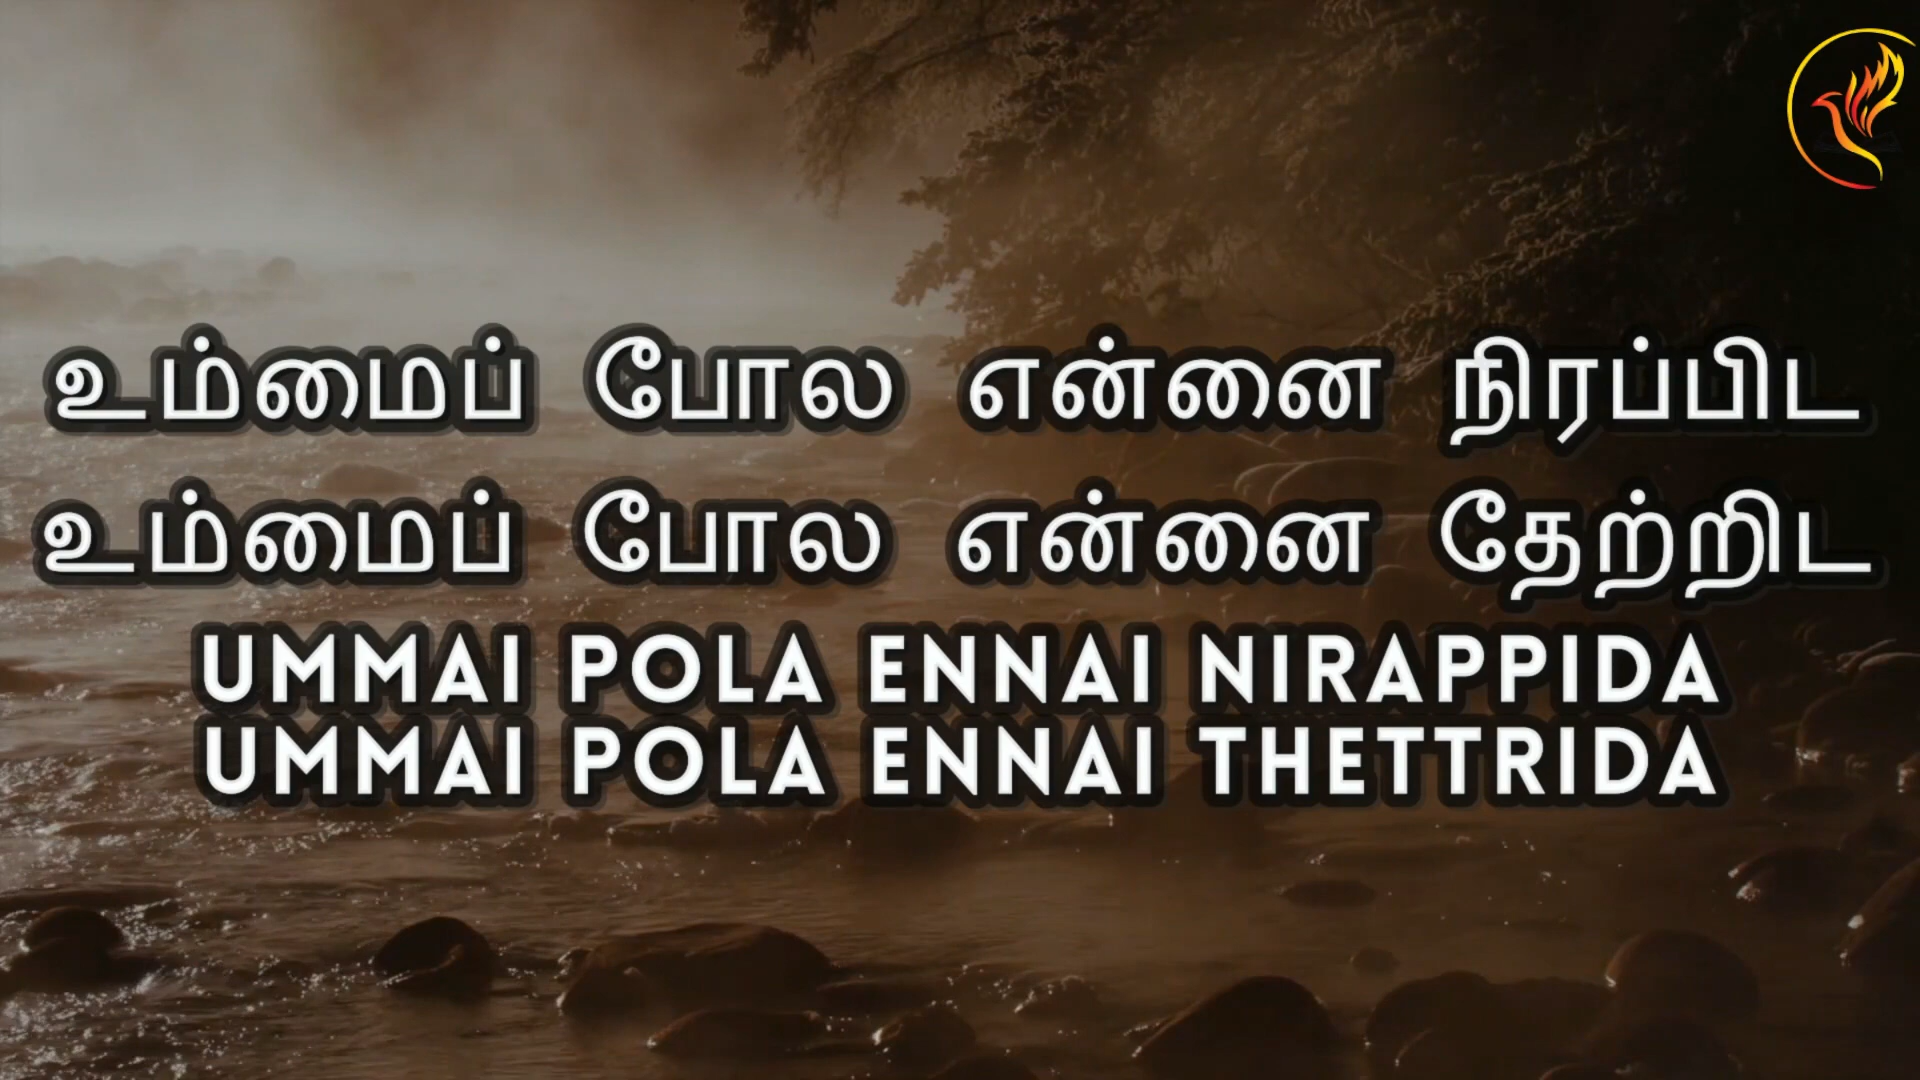 உம்மைப் போல என்னை நிரப்பிட
உம்மைப் போல என்னை தேற்றிட
UMMAI POLA ENNAI NIRAPPIDA
UMMAI POLA ENNAI THETTRIDA